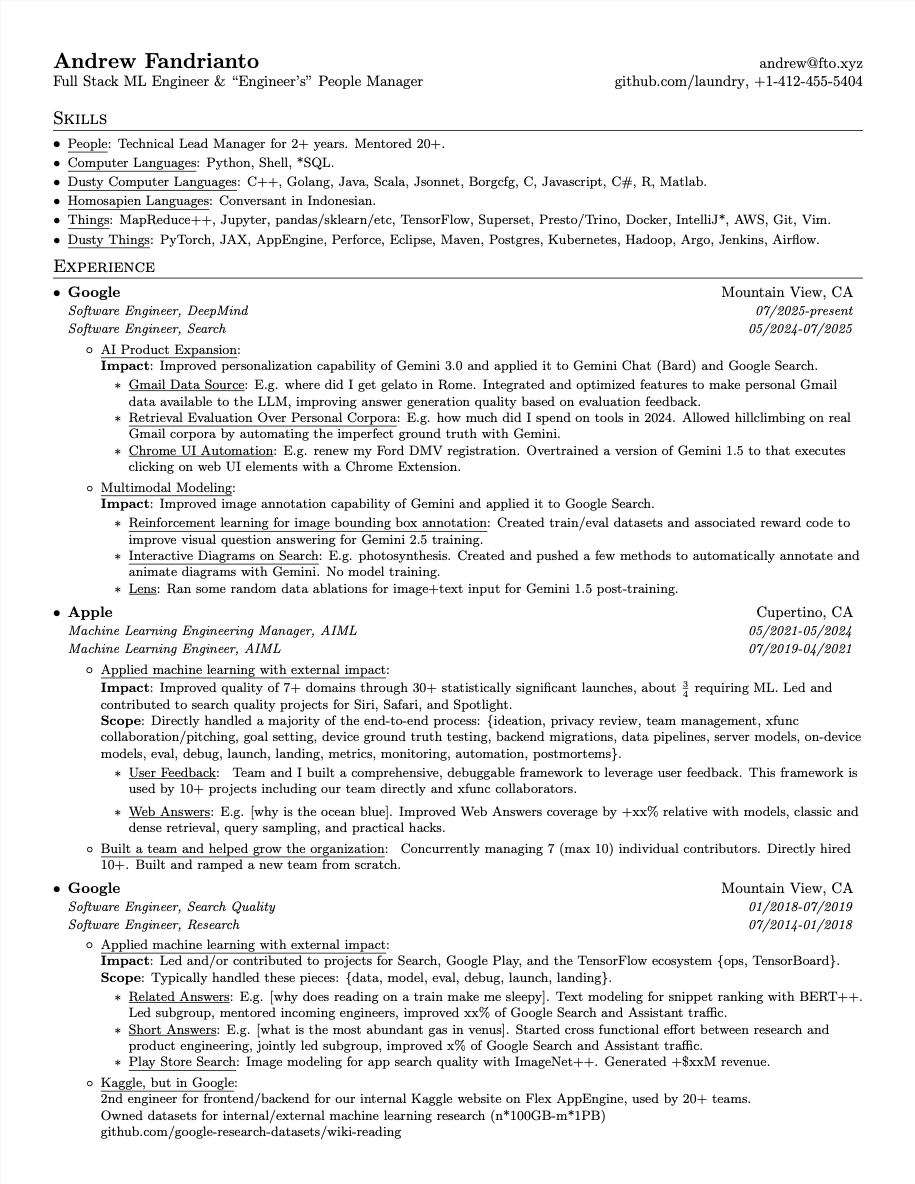 Andrew Fandrianto
andrew@fto.xyz
Full Stack ML Engineer & “Engineer’s” People Manager
github.com/laundry, +1-412-455-5404
Skills
• People: Technical Lead Manager for 2+ years. Mentored 20+.
• Computer Languages: Python, Shell, *SQL.
• Dusty Computer Languages: C++, Golang, Java, Scala, Jsonnet, Borgcfg, C, Javascript, C#, R, Matlab.
• Homosapien Languages: Conversant in Indonesian.
• Things: MapReduce++, Jupyter, pandas/sklearn/etc, TensorFlow, Superset, Presto/Trino, Docker, IntelliJ*, AWS, Git, Vim.
• Dusty Things: PyTorch, JAX, AppEngine, Perforce, Eclipse, Maven, Postgres, Kubernetes, Hadoop, Argo, Jenkins, Airflow.
Experience
• Google Mountain View, CA
Software Engineer, DeepMind 07/2025-present
Software Engineer, Search 05/2024-07/2025
◦ AI Product Expansion:
Impact: Improved personalization capability of Gemini 3.0 and applied it to Gemini Chat (Bard) and Google Search.
∗ Gmail Data Source: E.g. where did I get gelato in Rome. Integrated and optimized features to make personal Gmail
data available to the LLM, improving answer generation quality based on evaluation feedback.
∗ Retrieval Evaluation Over Personal Corpora: E.g. how much did I spend on tools in 2024. Allowed hillclimbing on real
Gmail corpora by automating the imperfect ground truth with Gemini.
∗ Chrome UI Automation: E.g. renew my Ford DMV registration. Overtrained a version of Gemini 1.5 to that executes
clicking on web UI elements with a Chrome Extension.
◦ Multimodal Modeling:
Impact: Improved image annotation capability of Gemini and applied it to Google Search.
∗ Reinforcement learning for image bounding box annotation: Created train/eval datasets and associated reward code to
improve visual question answering for Gemini 2.5 training.
∗ Interactive Diagrams on Search: E.g. photosynthesis. Created and pushed a few methods to automatically annotate and
animate diagrams with Gemini. No model training.
∗ Lens: Ran some random data ablations for image+text input for Gemini 1.5 post-training.
• Apple Cupertino, CA
Machine Learning Engineering Manager, AIML 05/2021-05/2024
Machine Learning Engineer, AIML 07/2019-04/2021
◦ Applied machine learning with external impact:
Impact: Improved quality of 7+ domains through 30+ statistically significant launches, about 3/4 requiring ML. Led and
contributed to search quality projects for Siri, Safari, and Spotlight.
Scope: Directly handled a majority of the end-to-end process: {ideation, privacy review, team management, xfunc
collaboration/pitching, goal setting, device ground truth testing, backend migrations, data pipelines, server models, on-device
models, eval, debug, launch, landing, metrics, monitoring, automation, postmortems}.
∗ User Feedback: Team and I built a comprehensive, debuggable framework to leverage user feedback. This framework is
used by 10+ projects including our team directly and xfunc collaborators.
∗ Web Answers: E.g. [why is the ocean blue]. Improved Web Answers coverage by +xx% relative with models, classic and
dense retrieval, query sampling, and practical hacks.
◦ Built a team and helped grow the organization: Concurrently managing 7 (max 10) individual contributors. Directly hired
10+. Built and ramped a new team from scratch.
• Google Mountain View, CA
Software Engineer, Search Quality 01/2018-07/2019
Software Engineer, Research 07/2014-01/2018
◦ Applied machine learning with external impact:
Impact: Led and/or contributed to projects for Search, Google Play, and the TensorFlow ecosystem {ops, TensorBoard}.
Scope: Typically handled these pieces: {data, model, eval, debug, launch, landing}.
∗ Related Answers: E.g. [why does reading on a train make me sleepy]. Text modeling for snippet ranking with BERT++.
Led subgroup, mentored incoming engineers, improved xx% of Google Search and Assistant traffic.
∗ Short Answers: E.g. [what is the most abundant gas in venus]. Started cross functional effort between research and
product engineering, jointly led subgroup, improved x% of Google Search and Assistant traffic.
∗ Play Store Search: Image modeling for app search quality with ImageNet++. Generated +$xxM revenue.
◦ Kaggle, but in Google:
2nd engineer for frontend/backend for our internal Kaggle website on Flex AppEngine, used by 20+ teams.
Owned datasets for internal/external machine learning research (n*100GB-m*1PB)
github.com/google-research-datasets/wiki-reading